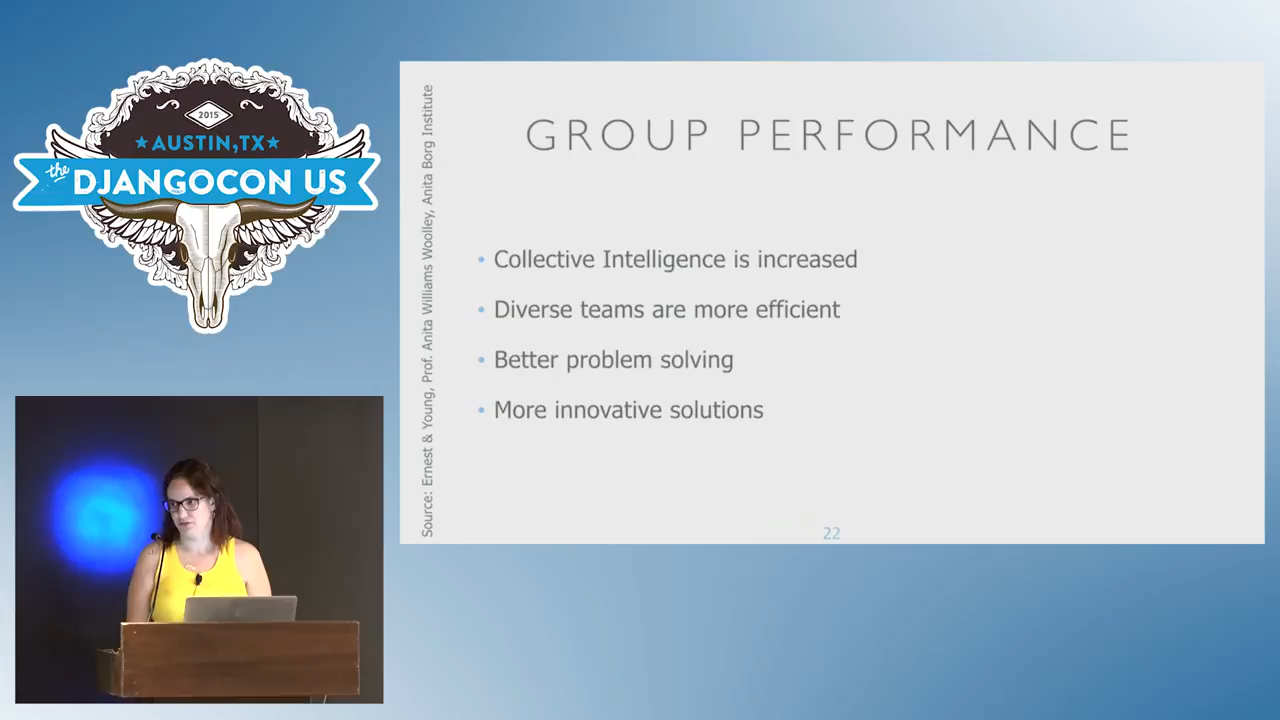 2015
AUSTIN, TX
the
DJANGOCON US
GROUP PERFORMANCE
• Collective Intelligence is increased
• Diverse teams are more efficient
• Better problem solving
• More innovative solutions
Source: Ernest & Young, Prof. Anita Williams Woolley, Anita Borg Institute
22